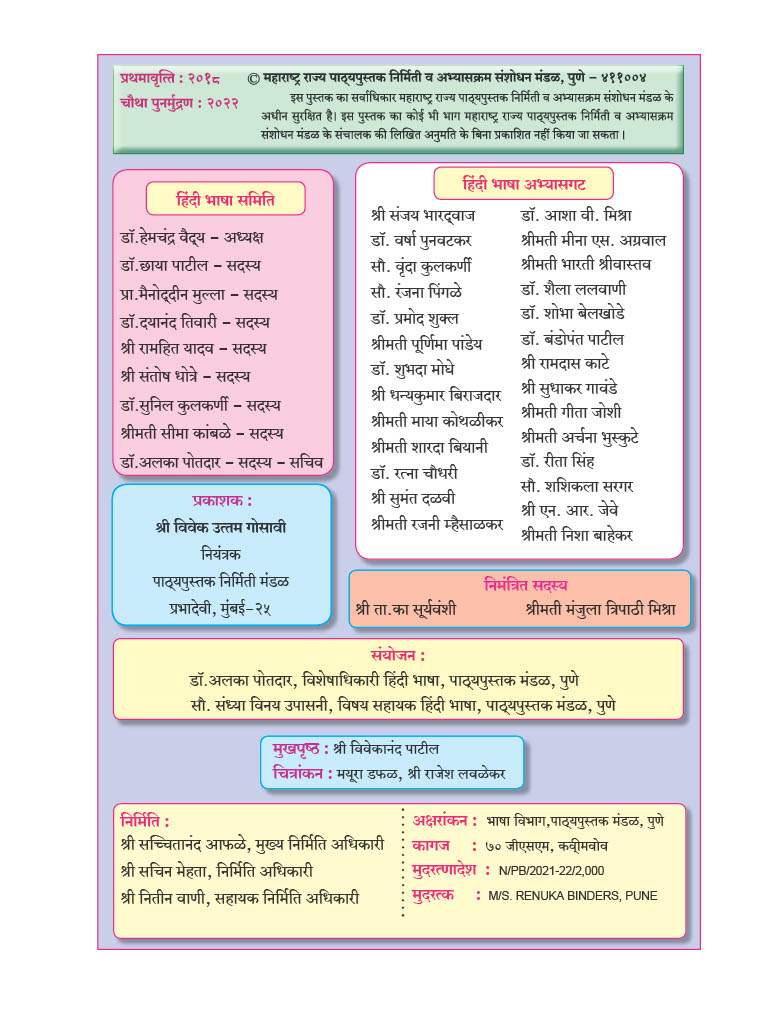 प्रथमावृत्ति : २०१८
चौथा पुनर्मुद्रण : २०२२
© महाराष्ट्र राज्य पाठ्यपुस्तक निर्मिती व अभ्यासक्रम संशोधन मंडळ, पुणे – ४११००४
इस पुस्तक का सर्वाधिकार महाराष्ट्र राज्य पाठ्यपुस्तक निर्मिती व अभ्यासक्रम संशोधन मंडळ के
अधीन सुरक्षित है। इस पुस्तक का कोई भी भाग महाराष्ट्र राज्य पाठ्यपुस्तक निर्मिती व अभ्यासक्रम
संशोधन मंडळ के संचालक की लिखित अनुमति के बिना प्रकाशित नहीं किया जा सकता ।
हिंदी भाषा समिति
डॉ.हेमचंद्र वैद्य – अध्यक्ष
डॉ.छाया पाटील – सदस्य
प्रा.मैनोद्दीन मुल्ला – सदस्य
डॉ.दयानंद तिवारी – सदस्य
श्री रामहित यादव – सदस्य
श्री संतोष धोत्रे – सदस्य
डॉ.सुनिल कुलकर्णी – सदस्य
श्रीमती सीमा कांबळे – सदस्य
डॉ.अलका पोतदार – सदस्य – सचिव
प्रकाशक :
श्री विवेक उत्तम गोसावी
नियंत्रक
पाठ्यपुस्तक निर्मिती मंडळ
प्रभादेवी, मुंबई–२५
हिंदी भाषा अभ्यासगट
श्री संजय भारद्वाज
डॉ. वर्षा पुनवटकर
सौ. वृंदा कुलकर्णी
सौ. रंजना पिंगळे
डॉ. प्रमोद शुक्ल
श्रीमती पूर्णिमा पांडेय
डॉ. शुभदा मोघे
श्री धन्यकुमार बिराजदार
श्रीमती माया कोथळीकर
श्रीमती शारदा बियानी
डॉ. रत्ना चौधरी
श्री सुमंत दळवी
श्रीमती रजनी म्हैसाळकर
डॉ. आशा वी. मिश्रा
श्रीमती मीना एस. अग्रवाल
श्रीमती भारती श्रीवास्तव
डॉ. शैला ललवाणी
डॉ. शोभा बेलखोडे
डॉ. बंडोपंत पाटील
श्री रामदास काटे
श्री सुधाकर गावंडे
श्रीमती गीता जोशी
श्रीमती अर्चना भुस्कुटे
डॉ. रीता सिंह
सौ. शशिकला सरगर
श्री एन. आर. जेवे
श्रीमती निशा बाहेकर
निमंत्रित सदस्य
श्री ता.का सूर्यवंशी श्रीमती मंजुला त्रिपाठी मिश्रा
संयोजन :
डॉ.अलका पोतदार, विशेषाधिकारी हिंदी भाषा, पाठ्यपुस्तक मंडळ, पुणे
सौ. संध्या विनय उपासनी, विषय सहायक हिंदी भाषा, पाठ्यपुस्तक मंडळ, पुणे
मुखपृष्ठ : श्री विवेकानंद पाटील
चित्रांकन : मयूरा डफळ, श्री राजेश लवळेकर
निर्मिति :
श्री सच्चितानंद आफळे, मुख्य निर्मिति अधिकारी
श्री सचिन मेहता, निर्मिति अधिकारी
श्री नितीन वाणी, सहायक निर्मिति अधिकारी
अक्षरांकन : भाषा विभाग,पाठ्यपुस्तक मंडळ, पुणे
कागज : ७० जीएसएम, कवी्रमवोव
मुदरत्णादेश : N/PB/2021-22/2,000
मुदरत्क : M/S. RENUKA BINDERS, PUNE